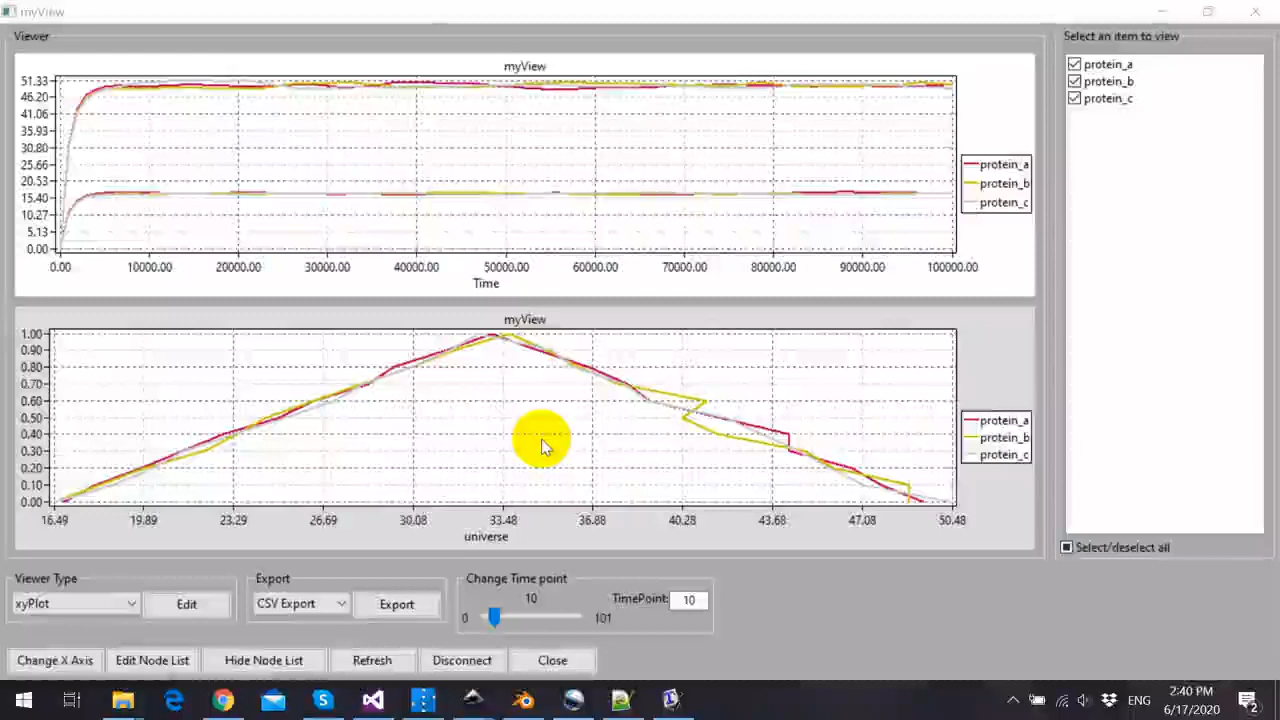 myView
Viewer
myView
51.33
46.20
41.06
35.93
30.80
25.66
20.53
15.40
10.27
5.13
0.00
0.00 10000.00 20000.00 30000.00 40000.00 50000.00 60000.00 70000.00 80000.00 90000.00 100000.00
Time
protein_a
protein_b
protein_c
myView
1.00
0.90
0.80
0.70
0.60
0.50
0.40
0.30
0.20
0.10
0.00
16.49 19.89 23.29 26.69 30.08 33.48 36.88 40.28 43.68 47.08 50.48
universe
protein_a
protein_b
protein_c
Select an item to view
protein_a
protein_b
protein_c
Select/deselect all
Viewer Type
xyPlot
Edit
Export
CSV Export
Export
Change Time point
10
0 101
TimePoint: 10
Change X Axis
Edit Node List
Hide Node List
Refresh
Disconnect
Close
ENG
2:40 PM
6/17/2020
2